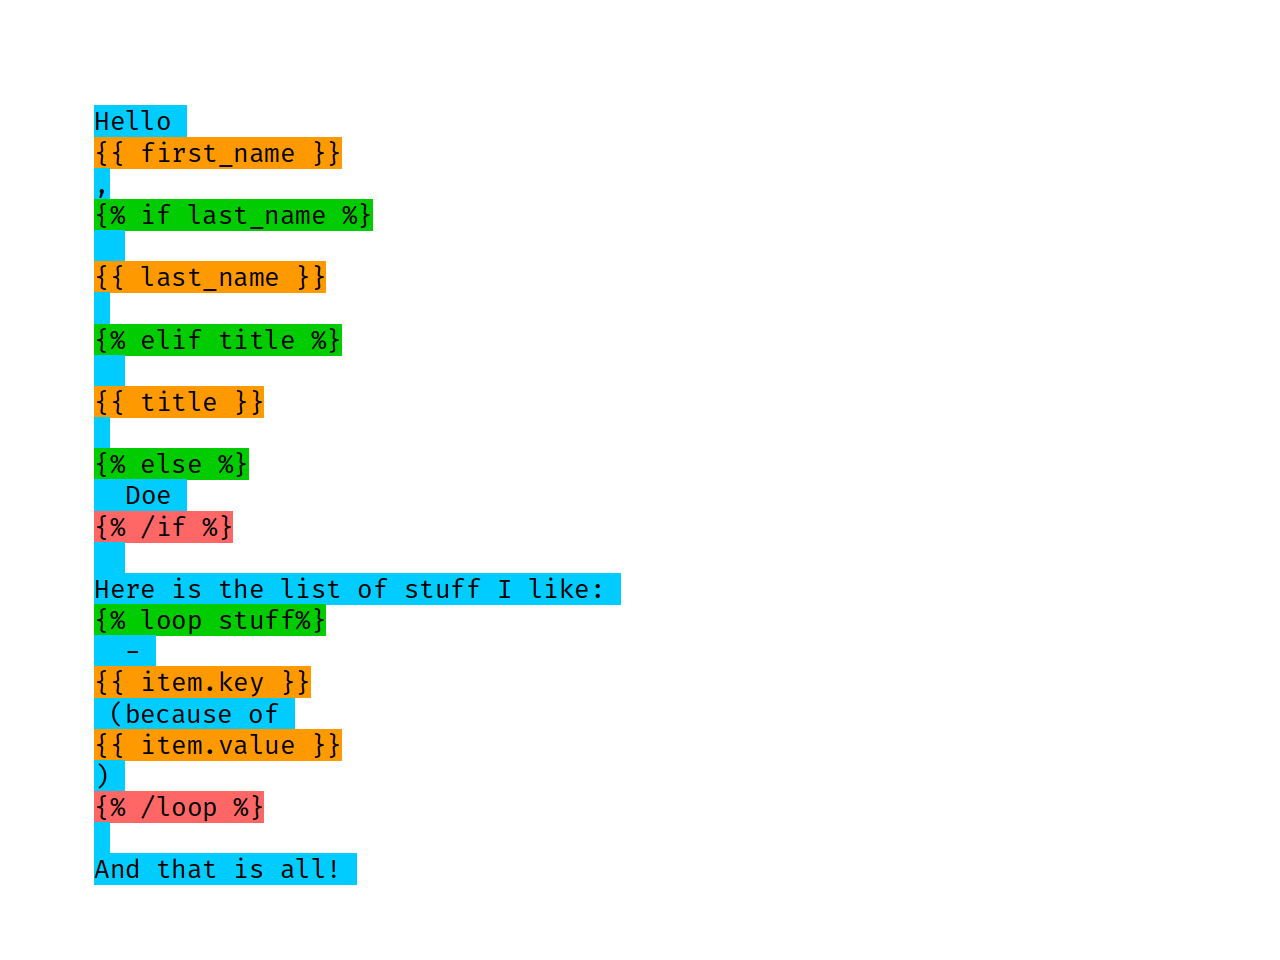 Hello
{{ first_name }}
,
{% if last_name %}
{{ last_name }}
{% elif title %}
{{ title }}
{% else %}
  Doe
{% /if %}
Here is the list of stuff I like:
{% loop stuff%}
  -
{{ item.key }}
 (because of
{{ item.value }}
)
{% /loop %}
And that is all!